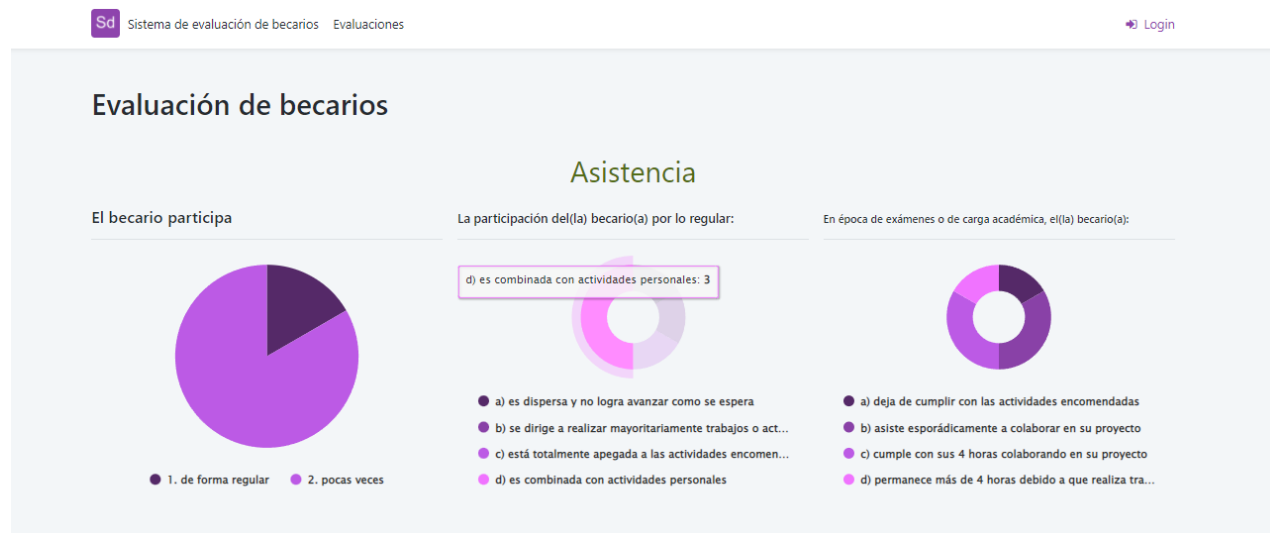 Sd Sistema de evaluación de becarios Evaluaciones Login
Evaluación de becarios
Asistencia
El becario participa
1. de forma regular 2. pocas veces
La participación del(la) becario(a) por lo regular:
d) es combinada con actividades personales: 3
a) es dispersa y no logra avanzar como se espera
b) se dirige a realizar mayoritariamente trabajos o act...
c) está totalmente apegada a las actividades encomen...
d) es combinada con actividades personales
En época de exámenes o de carga académica, el(la) becario(a):
a) deja de cumplir con las actividades encomendadas
b) asiste esporádicamente a colaborar en su proyecto
c) cumple con sus 4 horas colaborando en su proyecto
d) permanece más de 4 horas debido a que realiza tra...